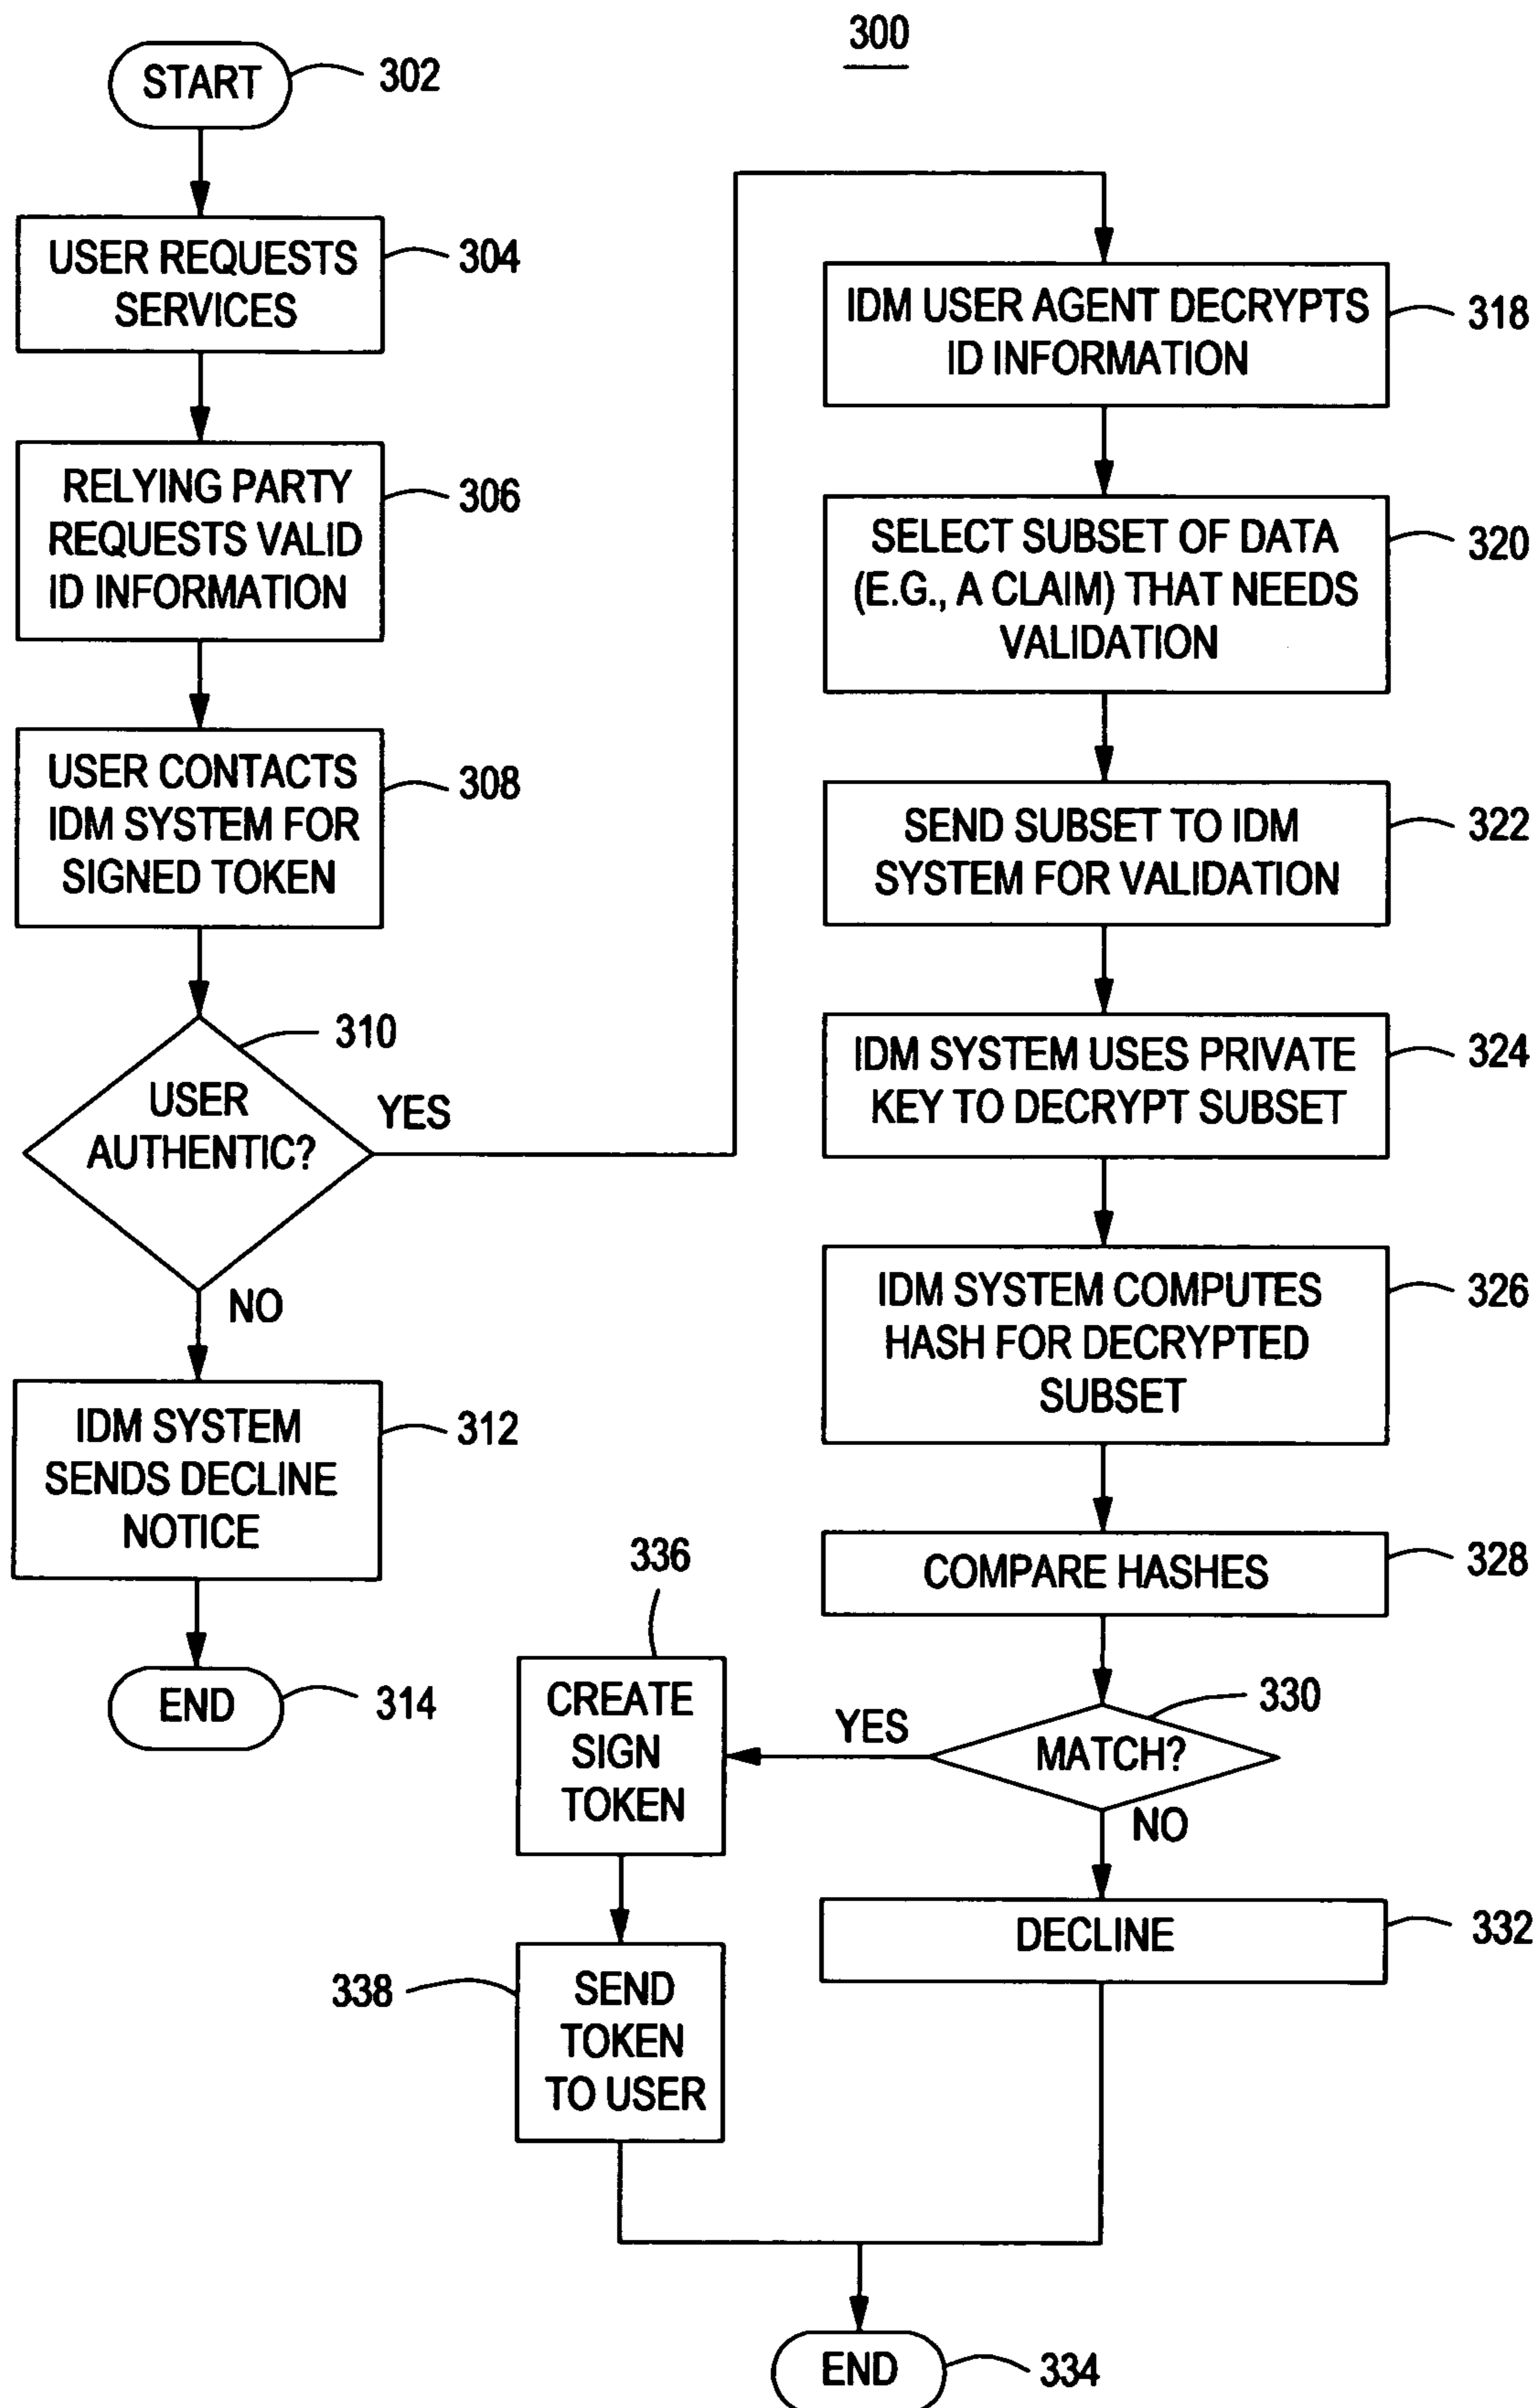 300
START
302
USER REQUESTS
SERVICES
304
RELYING PARTY
REQUESTS VALID
ID INFORMATION
306
USER CONTACTS
IDM SYSTEM FOR
SIGNED TOKEN
308
310
USER
AUTHENTIC?
YES
NO
IDM SYSTEM
SENDS DECLINE
NOTICE
312
END
314
IDM USER AGENT DECRYPTS
ID INFORMATION
318
SELECT SUBSET OF DATA
(E.G., A CLAIM) THAT NEEDS
VALIDATION
320
SEND SUBSET TO IDM
SYSTEM FOR VALIDATION
322
IDM SYSTEM USES PRIVATE
KEY TO DECRYPT SUBSET
324
IDM SYSTEM COMPUTES
HASH FOR DECRYPTED
SUBSET
326
COMPARE HASHES
328
330
MATCH?
YES
NO
336
CREATE
SIGN
TOKEN
DECLINE
332
338
SEND
TOKEN
TO USER
END
334